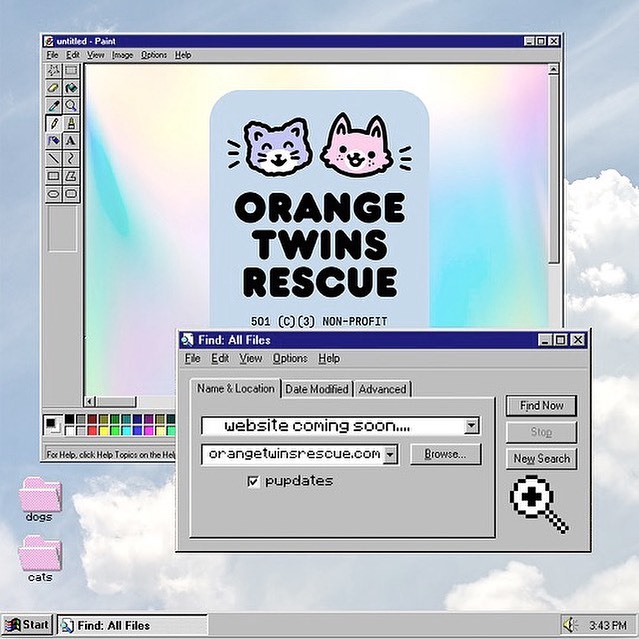 untitled - Paint
File Edit View Image Options Help
A
ORANGE
TWINS
RESCUE
501 (C)(3) NON-PROFIT
Find: All Files
File Edit View Options Help
Name & Location Date Modified Advanced
Find Now
website coming soon....
Stop
orangetwinsrescue.com Browse...
New Search
pupdates
For Help, click Help Topics on the Help
dogs
cats
Start Find: All Files 3:43 PM